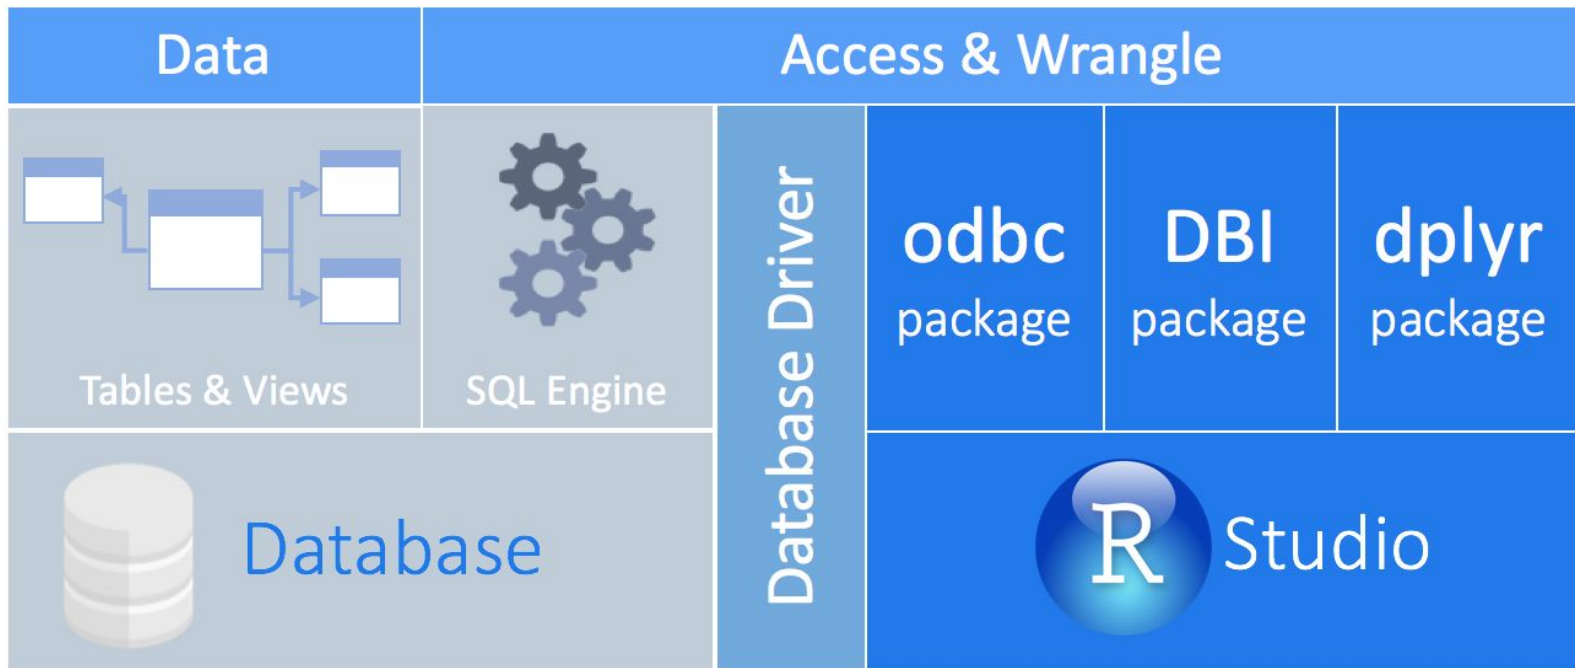 Data
Access & Wrangle
Tables & Views
SQL Engine
Database
Database Driver
odbc
package
DBI
package
dplyr
package
R Studio